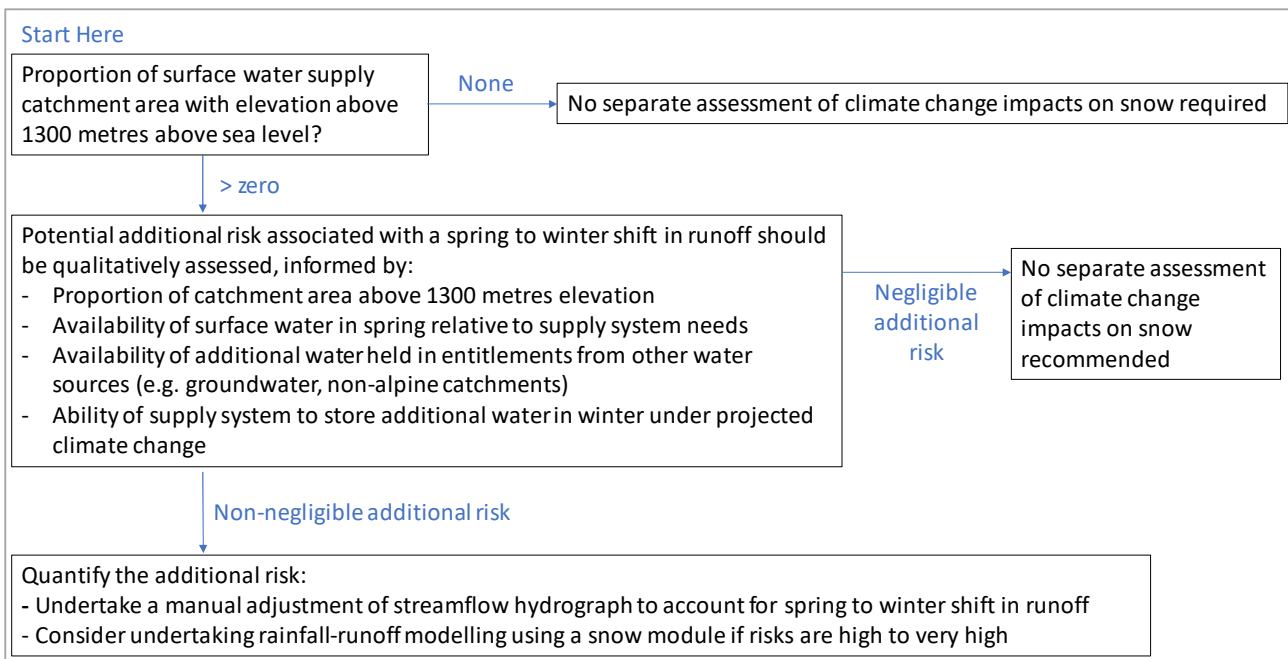 Start Here
Proportion of surface water supply
catchment area with elevation above
1300 metres above sea level?
None
No separate assessment of climate change impacts on snow required
> zero
Potential additional risk associated with a spring to winter shift in runoff should
be qualitatively assessed, informed by:
- Proportion of catchment area above 1300 metres elevation
- Availability of surface water in spring relative to supply system needs
- Availability of additional water held in entitlements from other water
sources (e.g. groundwater, non-alpine catchments)
- Ability of supply system to store additional water in winter under projected
climate change
Negligible
additional
risk
No separate assessment
of climate change
impacts on snow
recommended
Non-negligible additional risk
Quantify the additional risk:
- Undertake a manual adjustment of streamflow hydrograph to account for spring to winter shift in runoff
- Consider undertaking rainfall-runoff modelling using a snow module if risks are high to very high